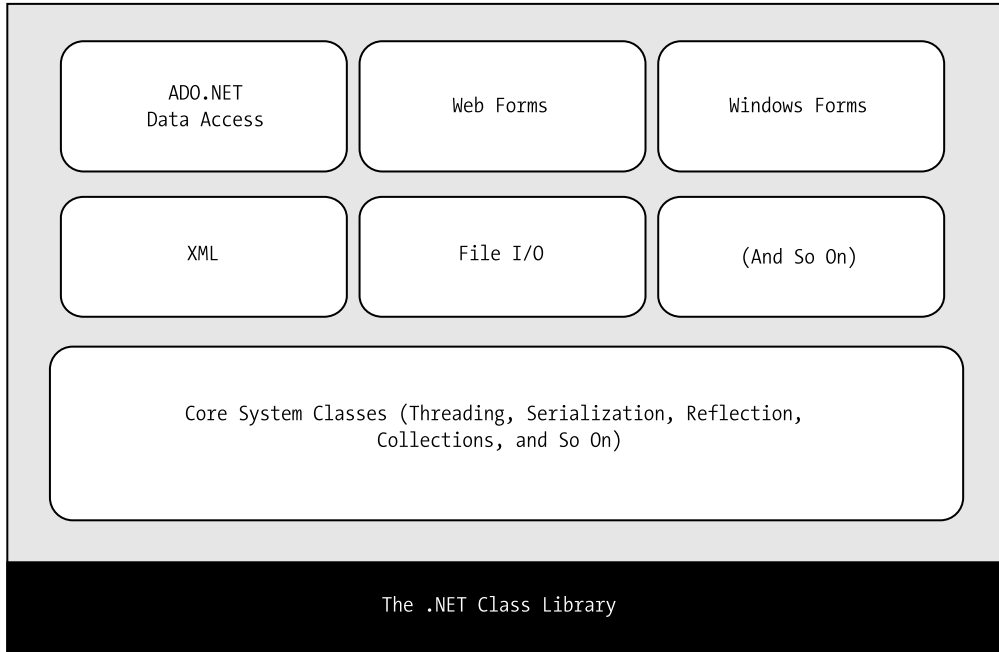 ADO.NET
Data Access
Web Forms
Windows Forms
XML
File I/O
(And So On)
Core System Classes (Threading, Serialization, Reflection,
Collections, and So On)
The .NET Class Library